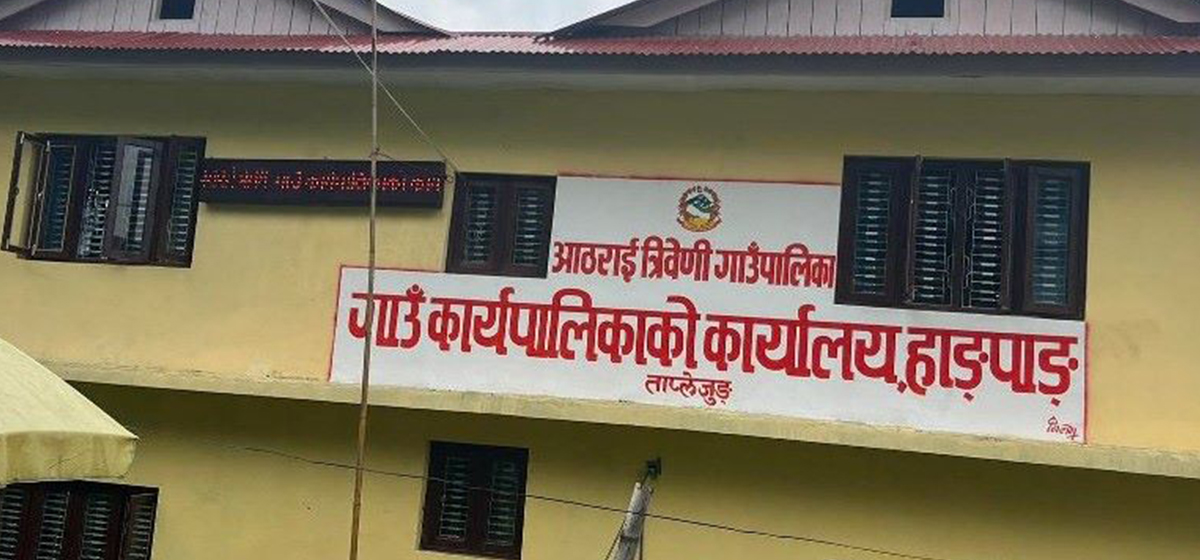 आठराई त्रिवेणी गाउँपालिका
गाउँ कार्यपालिकाको कार्यालय,हाङपाङ
ताप्लेजुङ